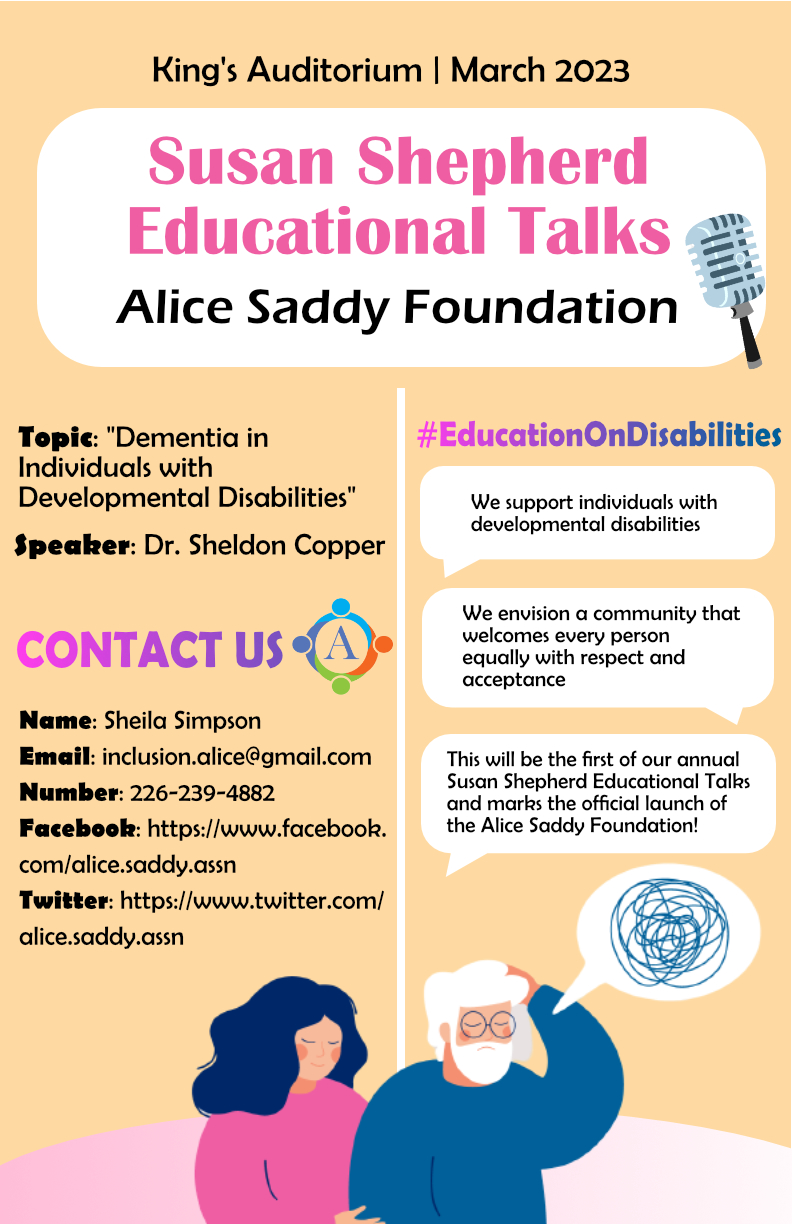 King's Auditorium | March 2023
Susan Shepherd
Educational Talks
Alice Saddy Foundation
Topic: "Dementia in
Individuals with
Developmental Disabilities"
Speaker: Dr. Sheldon Copper
CONTACT US
A
Name: Sheila Simpson
Email: inclusion.alice@gmail.com
Number: 226-239-4882
Facebook: https://www.facebook.
com/alice.saddy.assn
Twitter: https://www.twitter.com/
alice.saddy.assn
#EducationOnDisabilities
We support individuals with
developmental disabilities
We envision a community that
welcomes every person
equally with respect and
acceptance
This will be the first of our annual
Susan Shepherd Educational Talks
and marks the official launch of
the Alice Saddy Foundation!